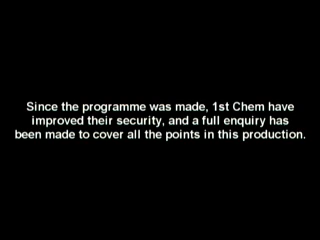 Since the programme was made, 1st Chem have
improved their security, and a full enquiry has
been made to cover all the points in this production.